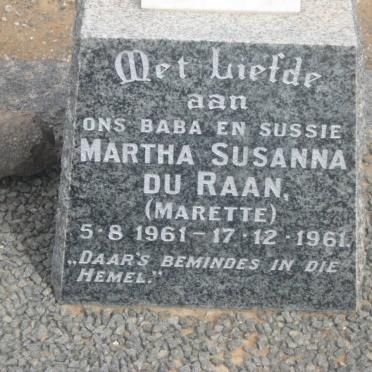 Met Liefde
aan
ONS BABA EN SUSSIE
MARTHA SUSANNA
DU RAAN,
(MARETTE)
5·8 1961 – 17·12·1961.
„DAAR'S BEMINDES IN DIE
HEMEL."